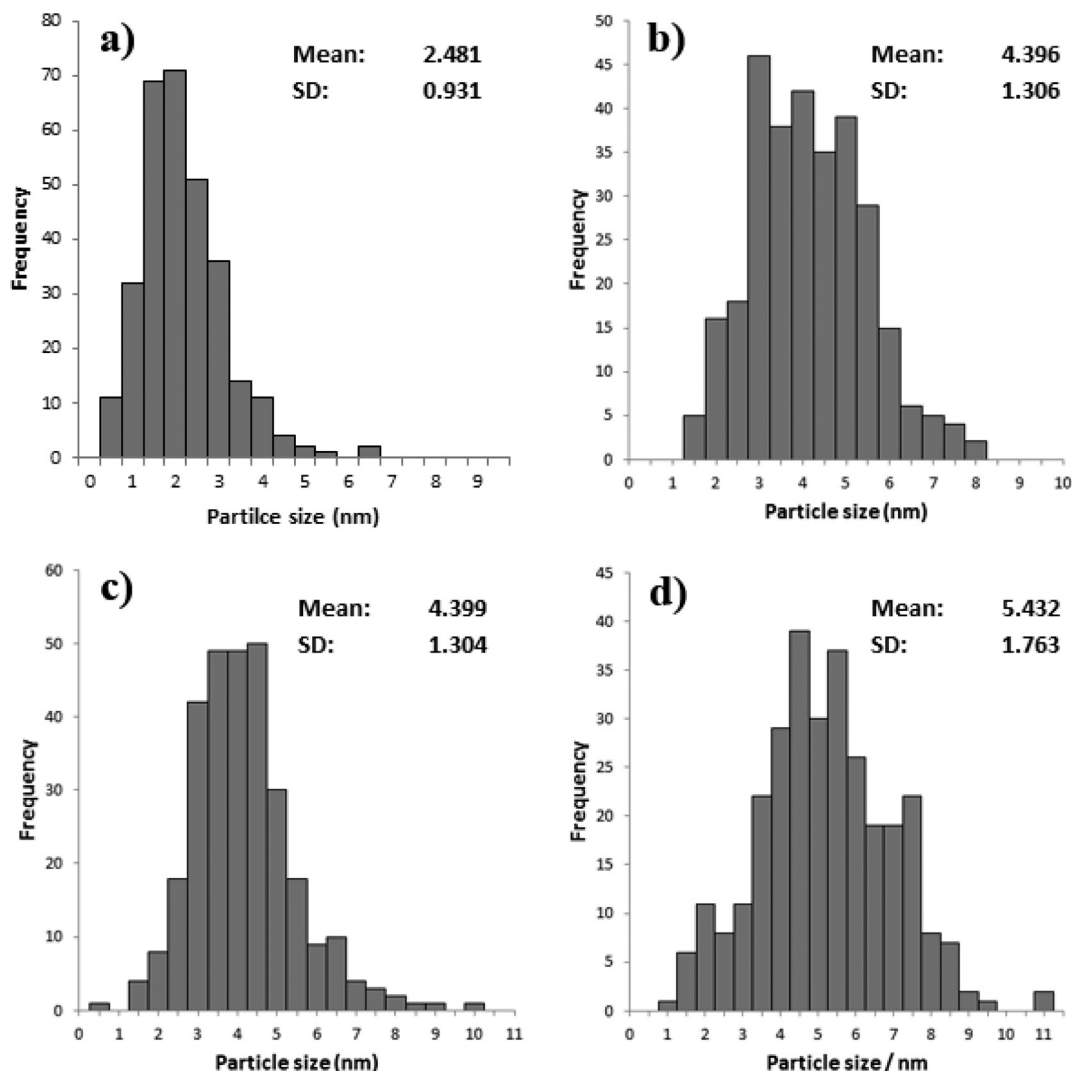 a)
Mean: 2.481
SD: 0.931
80
70
60
50
40
30
20
10
0
Frequency
0 1 2 3 4 5 6 7 8 9
Partilce size (nm)
b)
Mean: 4.396
SD: 1.306
50
45
40
35
30
25
20
15
10
5
0
Frequency
0 1 2 3 4 5 6 7 8 9 10
Particle size (nm)
c)
Mean: 4.399
SD: 1.304
60
50
40
30
20
10
0
Frequency
0 1 2 3 4 5 6 7 8 9 10 11
Particle size (nm)
d)
Mean: 5.432
SD: 1.763
45
40
35
30
25
20
15
10
5
0
Frequency
0 1 2 3 4 5 6 7 8 9 10 11
Particle size / nm